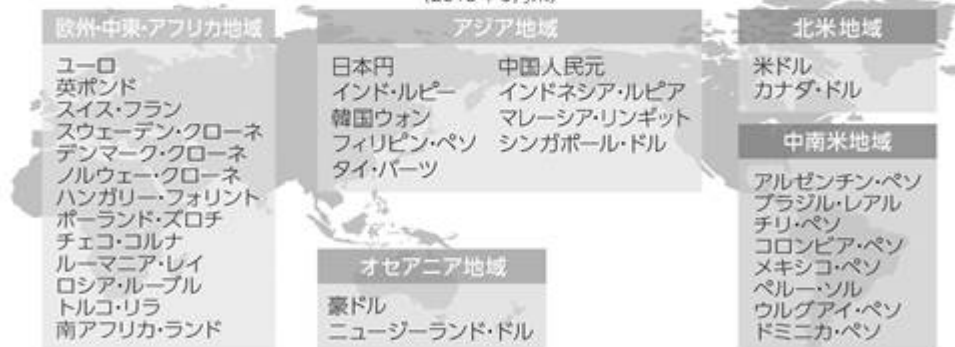 欧州・中東・アフリカ地域
ユーロ
英ポンド
スイス・フラン
スウェーデン・クローネ
デンマーク・クローネ
ノルウェー・クローネ
ハンガリー・フォリント
ポーランド・ズロチ
チェコ・コルナ
ルーマニア・レイ
ロシア・ルーブル
トルコ・リラ
南アフリカ・ランド
アジア地域
日本円 中国人民元
インド・ルピー インドネシア・ルピア
韓国ウォン マレーシア・リンギット
フィリピン・ペソ シンガポール・ドル
タイ・バーツ
オセアニア地域
豪ドル
ニュージーランド・ドル
北米地域
米ドル
カナダ・ドル
中南米地域
アルゼンチン・ペソ
ブラジル・レアル
チリ・ペソ
コロンビア・ペソ
メキシコ・ペソ
ペルー・ソル
ウルグアイ・ペソ
ドミニカ・ペソ